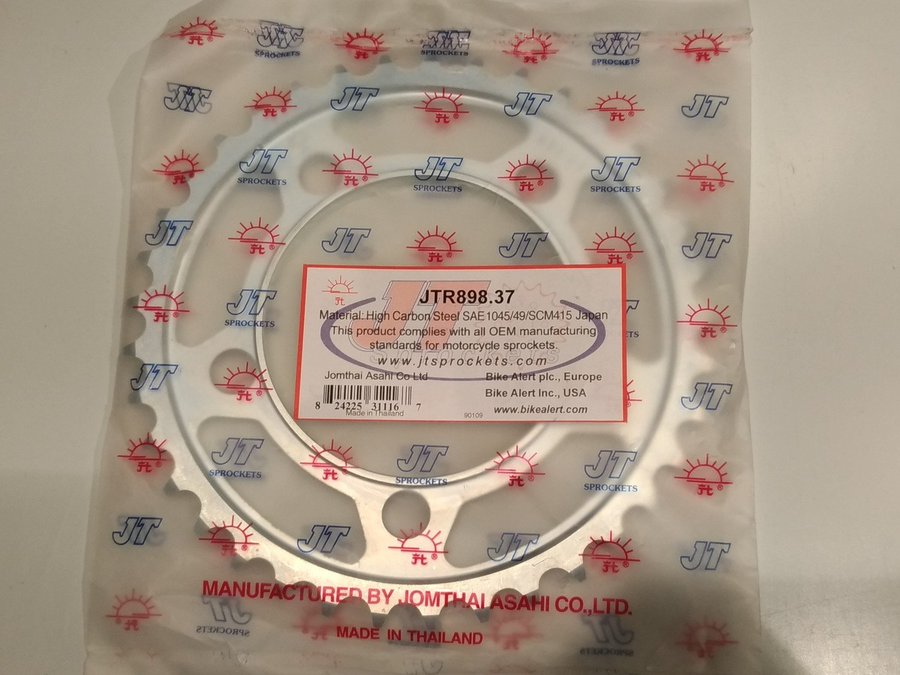 JT SPROCKETS
JTR898.37
Material: High Carbon Steel SAE1045/49/SCM415 Japan
This product complies with all OEM manufacturing
standards for motorcycle sprockets.
www.jtsprockets.com
Jomthai Asahi Co Ltd
Bike Alert plc., Europe
Bike Alert Inc., USA
8 24225 31116 7
Made in Thailand
90109
www.bikealert.com
MANUFACTURED BY JOMTHAI ASAHI CO.,LTD.
MADE IN THAILAND